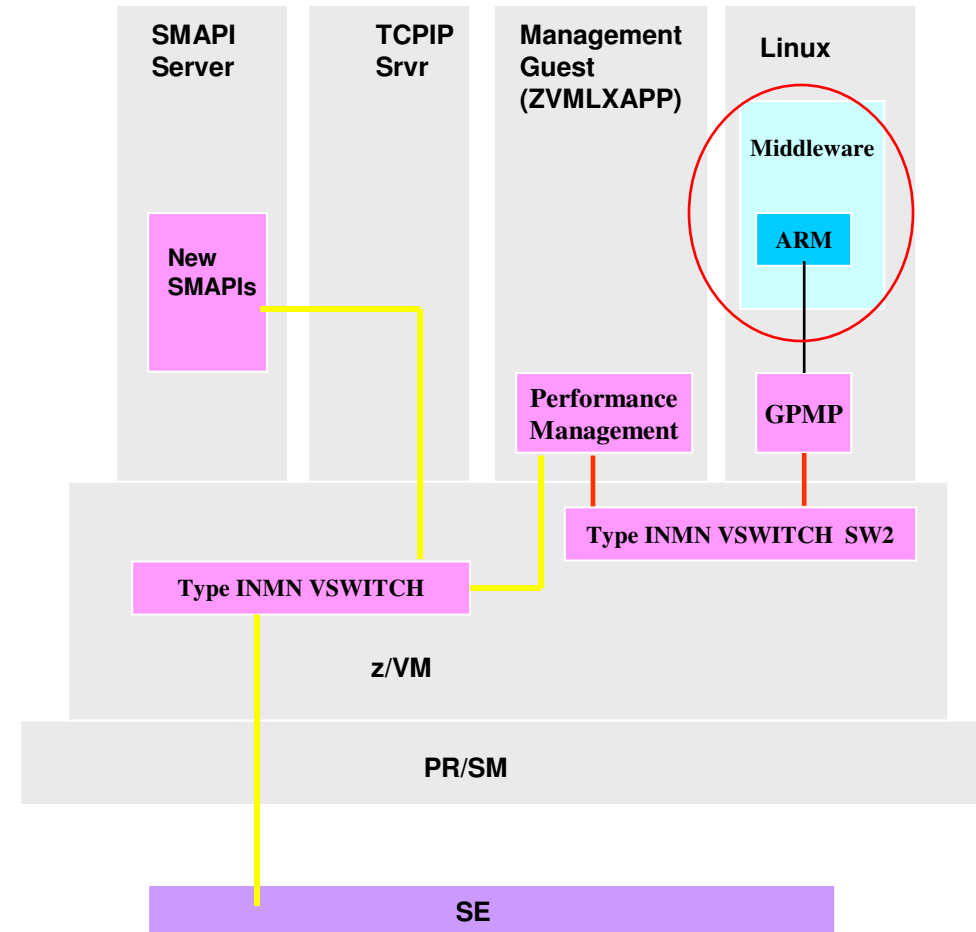 SMAPI
Server
TCPIP
Srvr
Management
Guest
(ZVMLXAPP)
Linux
Middleware
ARM
New
SMAPIs
Performance
Management
GPMP
Type INMN VSWITCH SW2
Type INMN VSWITCH
z/VM
PR/SM
SE